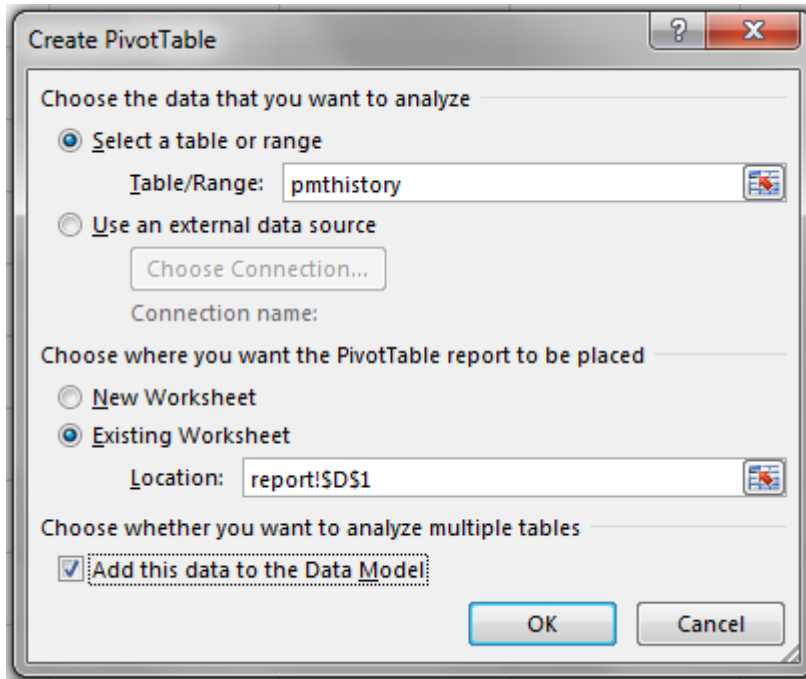 Create PivotTable
?
X
Choose the data that you want to analyze
Select a table or range
Table/Range: pmthistory
Use an external data source
Choose Connection...
Connection name:
Choose where you want the PivotTable report to be placed
New Worksheet
Existing Worksheet
Location: report!$D$1
Choose whether you want to analyze multiple tables
Add this data to the Data Model
OK Cancel